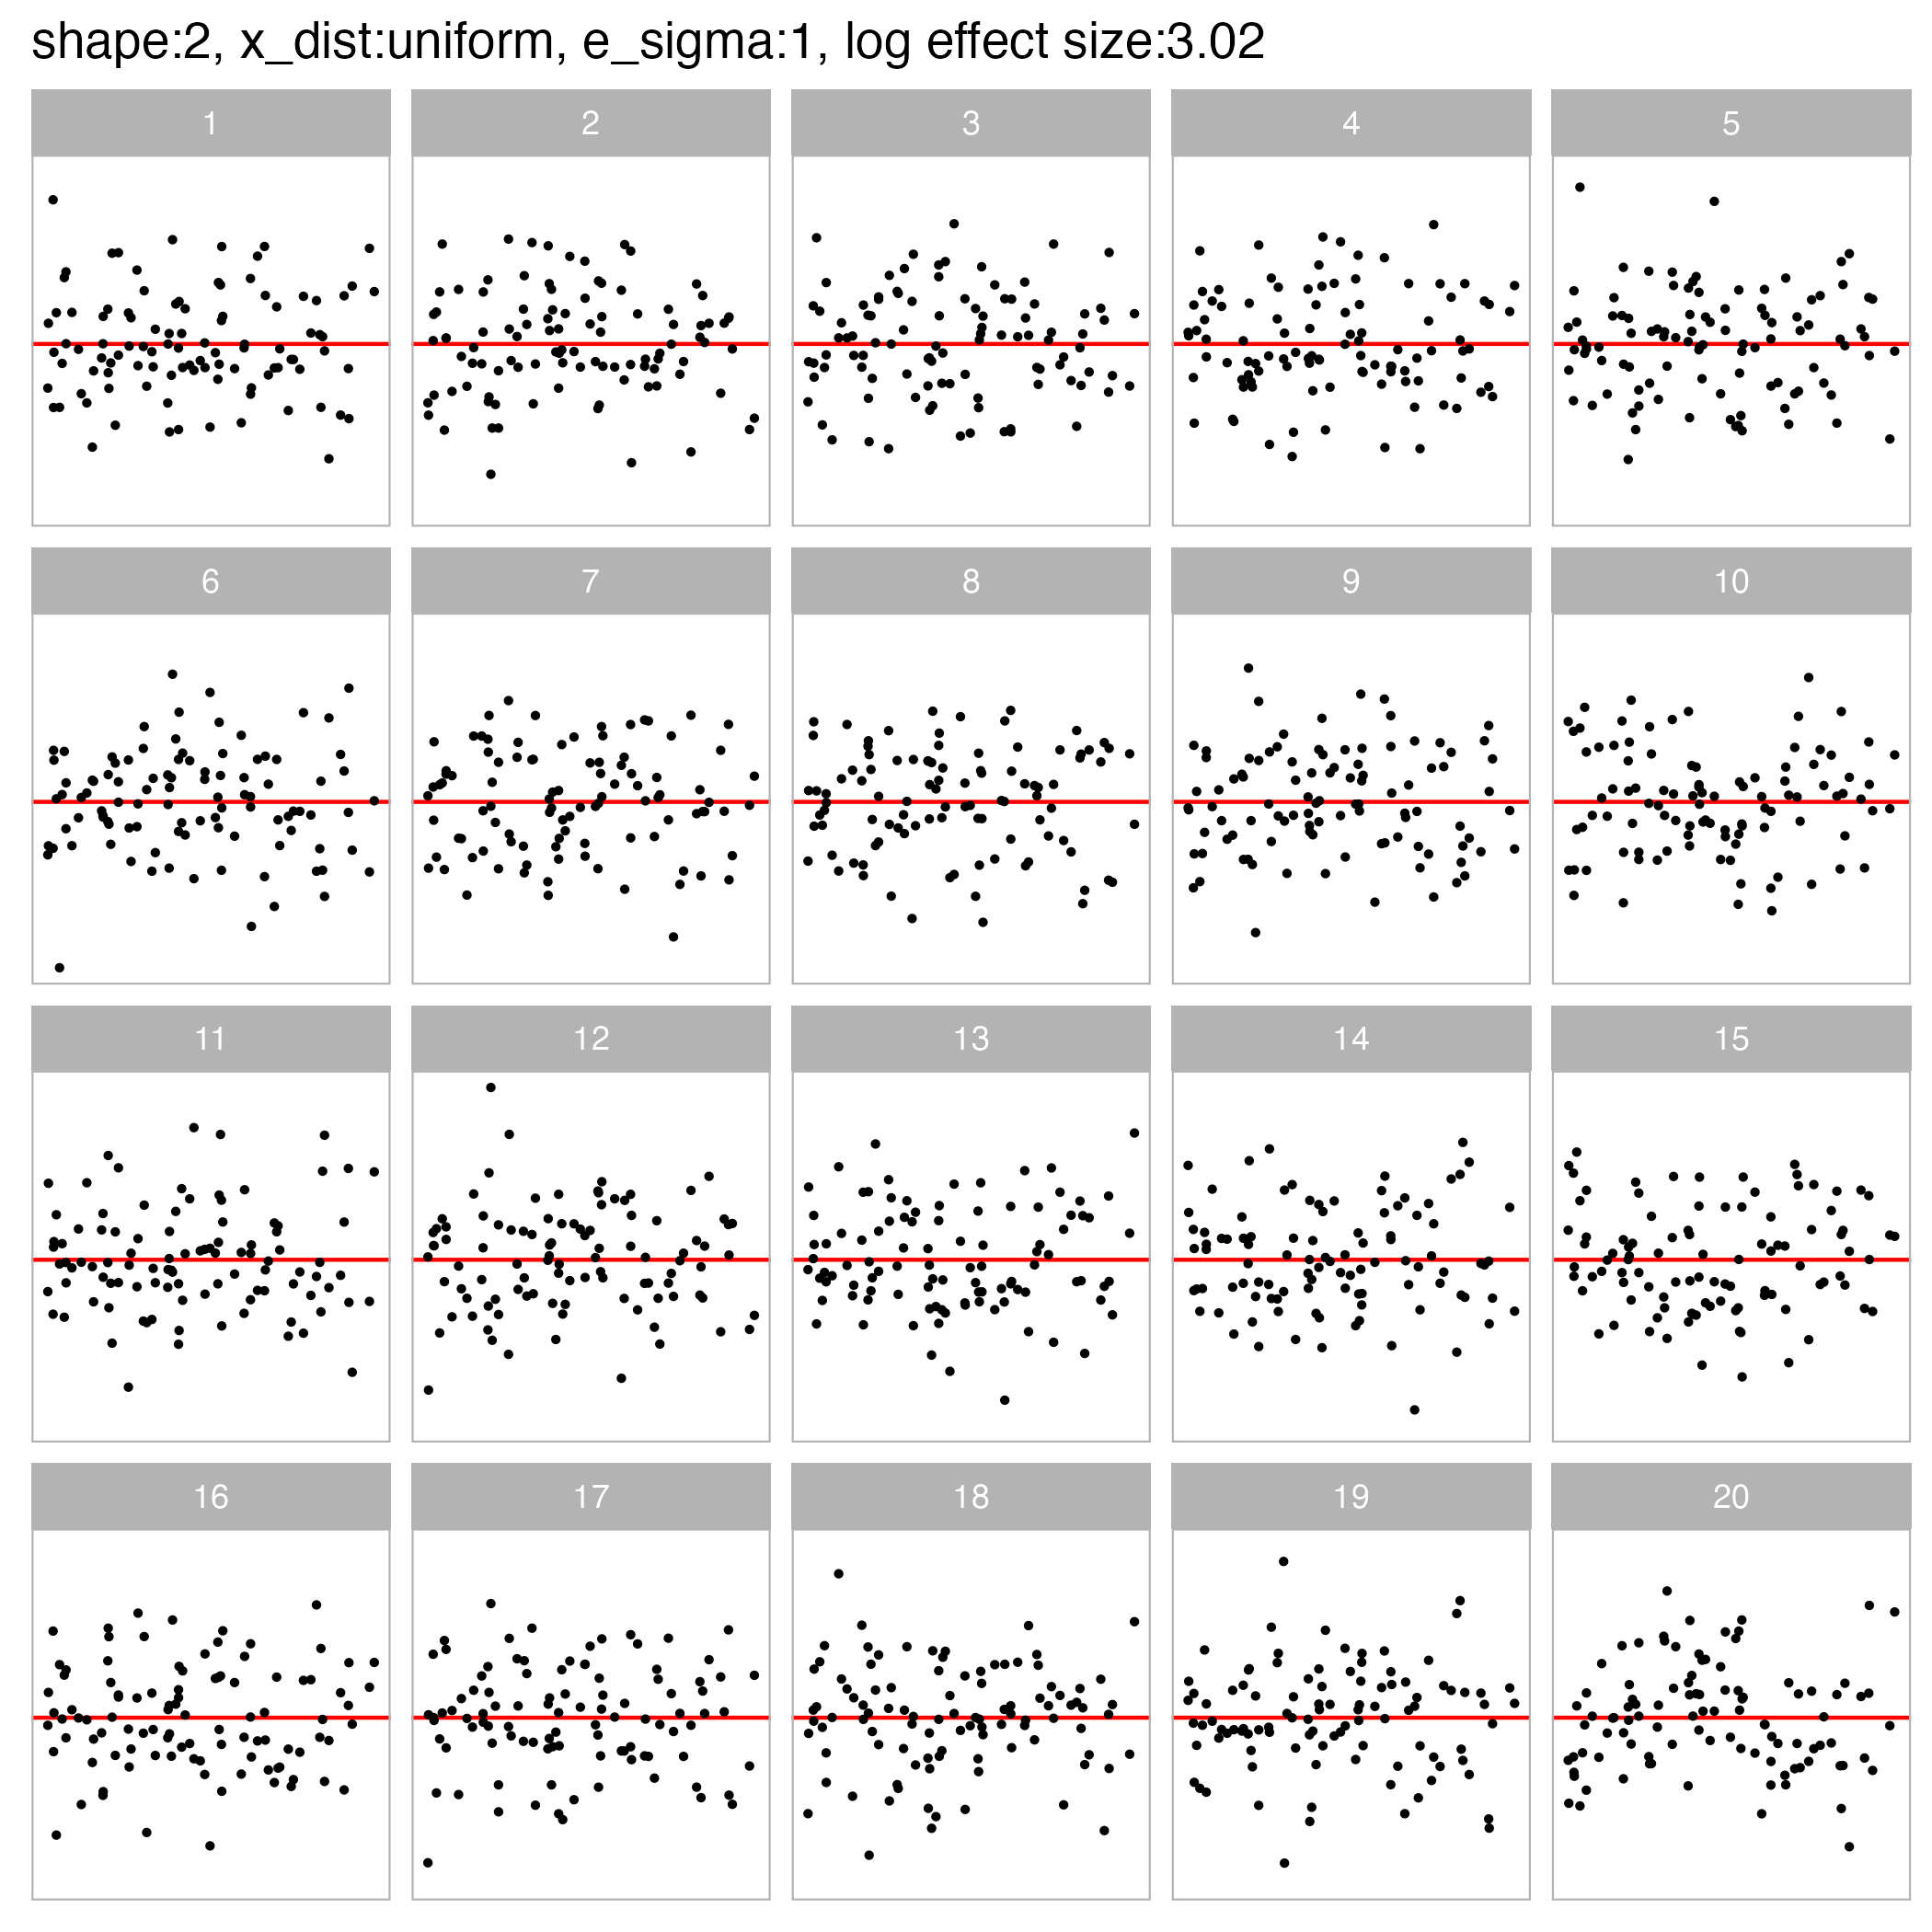 shape:2, x_dist:uniform, e_sigma:1, log effect size:3.02
1 2 3 4 5
6 7 8 9 10
11 12 13 14 15
16 17 18 19 20